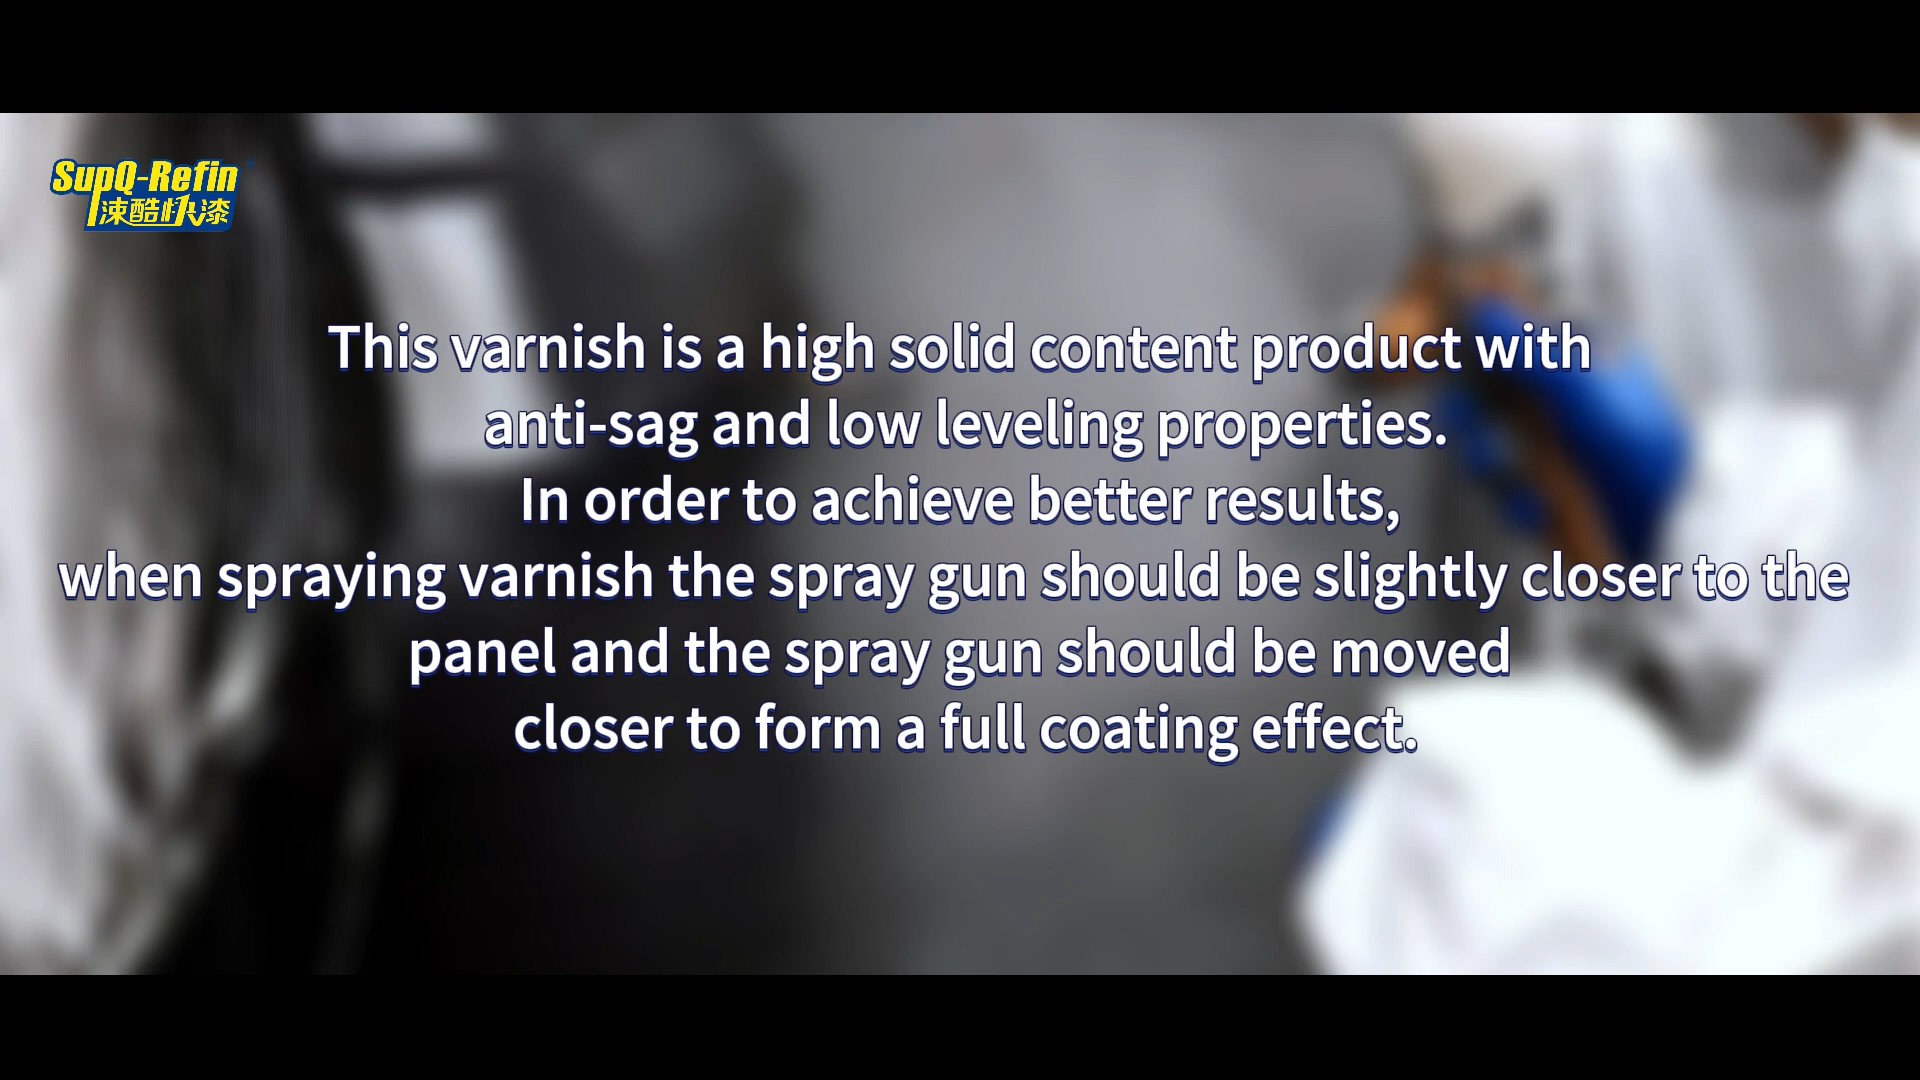 SupQ-Refin
涑酷快漆
This varnish is a high solid content product with
anti-sag and low leveling properties.
In order to achieve better results,
when spraying varnish the spray gun should be slightly closer to the
panel and the spray gun should be moved
closer to form a full coating effect.